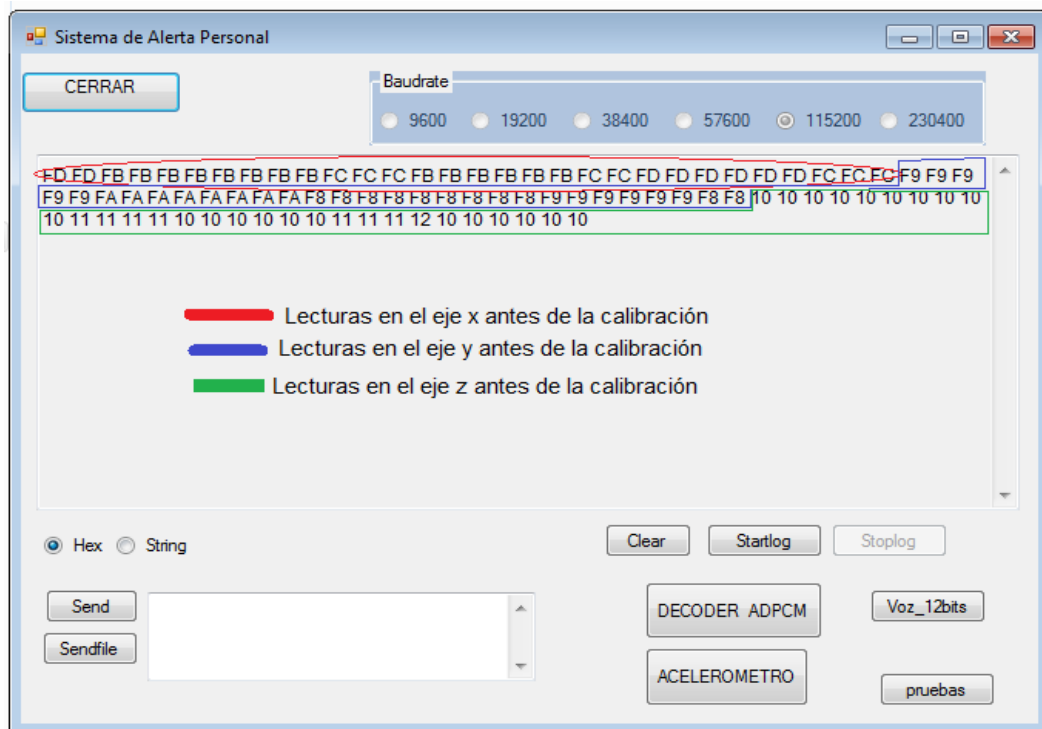 Sistema de Alerta Personal
CERRAR
Baudrate
9600 19200 38400 57600 115200 230400
FD FD FB FB FB FB FB FB FB FB FC FC FC FB FB FB FB FB FB FC FC FD FD FD FD FD FD FC FC FC F9 F9 F9
F9 F9 FA FA FA FA FA FA FA FA F8 F8 F8 F8 F8 F8 F8 F8 F8 F9 F9 F9 F9 F9 F9 F8 F8 10 10 10 10 10 10 10 10 10
10 11 11 11 11 10 10 10 10 10 10 11 11 11 12 10 10 10 10 10 10
Lecturas en el eje x antes de la calibración
Lecturas en el eje y antes de la calibración
Lecturas en el eje z antes de la calibración
Hex String
Clear Startlog Stoplog
Send
Sendfile
DECODER ADPCM
Voz_12bits
ACELEROMETRO
pruebas